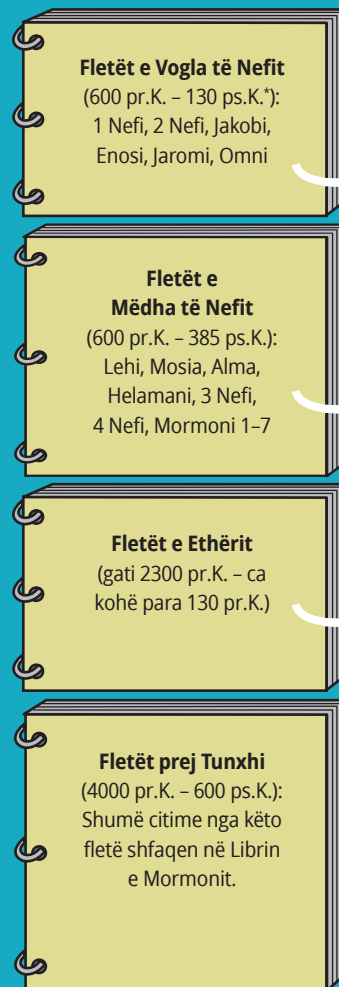 Fletët e Vogla të Nefit
(600 pr.K. – 130 ps.K.*):
1 Nefi, 2 Nefi, Jakobi,
Enosi, Jaromi, Omni
Fletët e
Mëdha të Nefit
(600 pr.K. – 385 ps.K.):
Lehi, Mosia, Alma,
Helamani, 3 Nefi,
4 Nefi, Mormoni 1–7
Fletët e Ethërit
(gati 2300 pr.K. – ca
kohë para 130 pr.K.)
Fletët prej Tunxhi
(4000 pr.K. – 600 ps.K.):
Shumë citime nga këto
fletë shfaqen në Librin
e Mormonit.